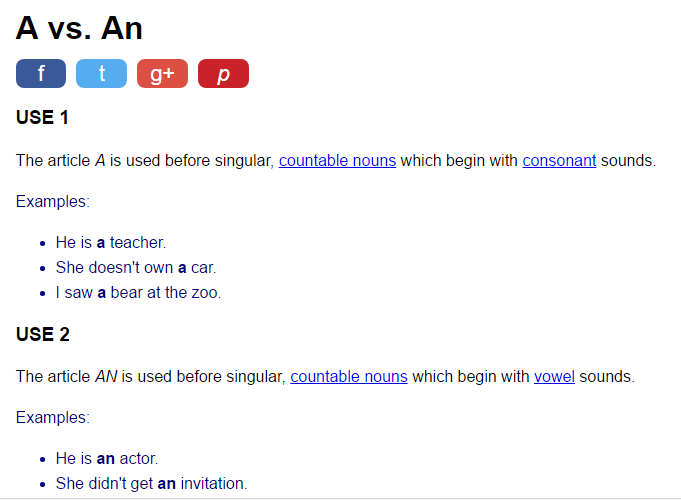 A vs. An
f t g+ p
USE 1
The article A is used before singular, countable nouns which begin with consonant sounds.
Examples:
• He is a teacher.
• She doesn't own a car.
• I saw a bear at the zoo.
USE 2
The article AN is used before singular, countable nouns which begin with vowel sounds.
Examples:
• He is an actor.
• She didn't get an invitation.